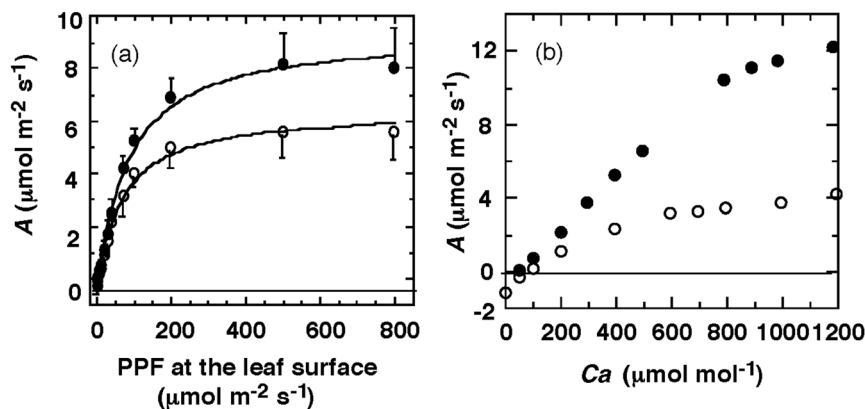 (a)
A (μmol m-2 s-1)
10
8
6
4
2
0
0 200 400 600 800
PPF at the leaf surface
(μmol m-2 s-1)
(b)
A (μmol m-2 s-1)
12
8
4
0
-2
0 200 400 600 800 1000 1200
Ca (μmol mol-1)